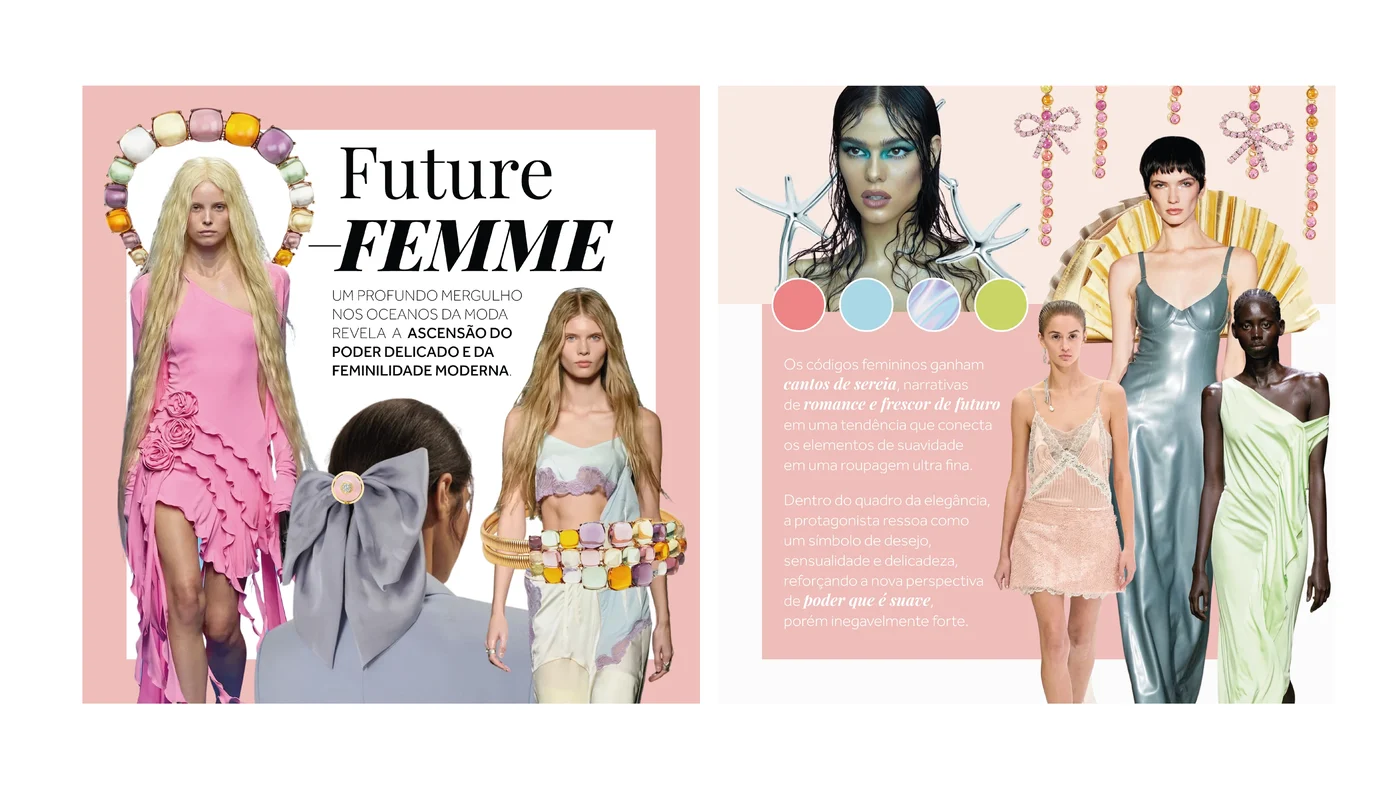 Future
FEMME
UM PROFUNDO MERGULHO
NOS OCEANOS DA MODA
REVELA A ASCENSÃO DO
PODER DELICADO E DA
FEMINILIDADE MODERNA.
Os códigos femininos ganham
cantos de sereia, narrativas
de romance e frescor de futuro
em uma tendência que conecta
os elementos de suavidade
em uma roupagem ultra fina.
Dentro do quadro da elegância,
a protagonista ressoa como
um símbolo de desejo,
sensualidade e delicadeza,
reforçando a nova perspectiva
de poder que é suave,
porém inegavelmente forte.